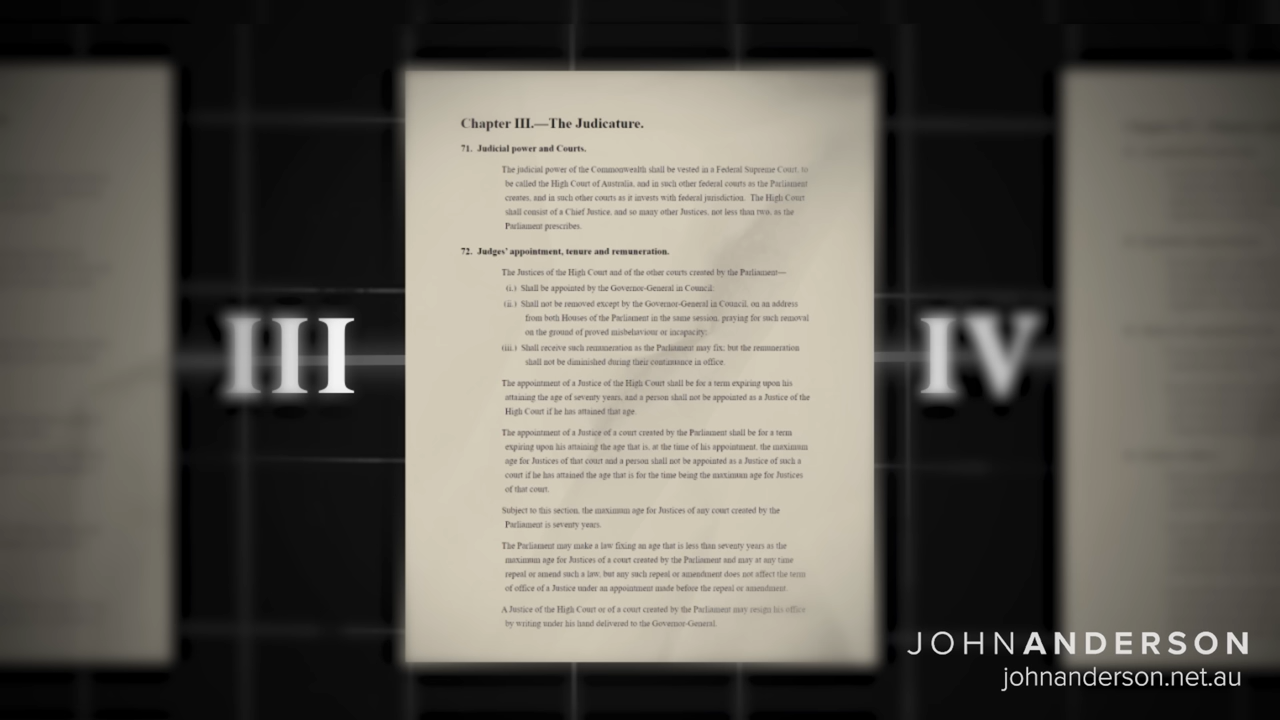 Chapter III.—The Judicature.
71. Judicial power and Courts.
The judicial power of the Commonwealth shall be vested in a Federal Supreme Court, to
be called the High Court of Australia, and in such other federal courts as the Parliament
creates, and in such other courts as it invests with federal jurisdiction. The High Court
shall consist of a Chief Justice, and so many other Justices, not less than two, as the
Parliament prescribes.
72. Judges' appointment, tenure and remuneration.
The Justices of the High Court and of the other courts created by the Parliament—
(i.) Shall be appointed by the Governor-General in Council:
(ii.) Shall not be removed except by the Governor-General in Council, on an address
from both Houses of the Parliament in the same session, praying for such removal
on the ground of proved misbehaviour or incapacity:
(iii.) Shall receive such remuneration as the Parliament may fix; but the remuneration
shall not be diminished during their continuance in office.
The appointment of a Justice of the High Court shall be for a term expiring upon his
attaining the age of seventy years, and a person shall not be appointed as a Justice of the
High Court if he has attained that age.
The appointment of a Justice of a court created by the Parliament shall be for a term
expiring upon his attaining the age that is, at the time of his appointment, the maximum
age for Justices of that court and a person shall not be appointed as a Justice of such a
court if he has attained the age that is for the time being the maximum age for Justices
of that court.
Subject to this section, the maximum age for Justices of any court created by the
Parliament is seventy years.
The Parliament may make a law fixing an age that is less than seventy years as the
maximum age for Justices of a court created by the Parliament and may at any time
repeal or amend such a law, but any such repeal or amendment does not affect the term
of office of a Justice under an appointment made before the repeal or amendment.
A Justice of the High Court or of a court created by the Parliament may resign his office
by writing under his hand delivered to the Governor-General.
III
IV
JOHNANDERSON
johnanderson.net.au